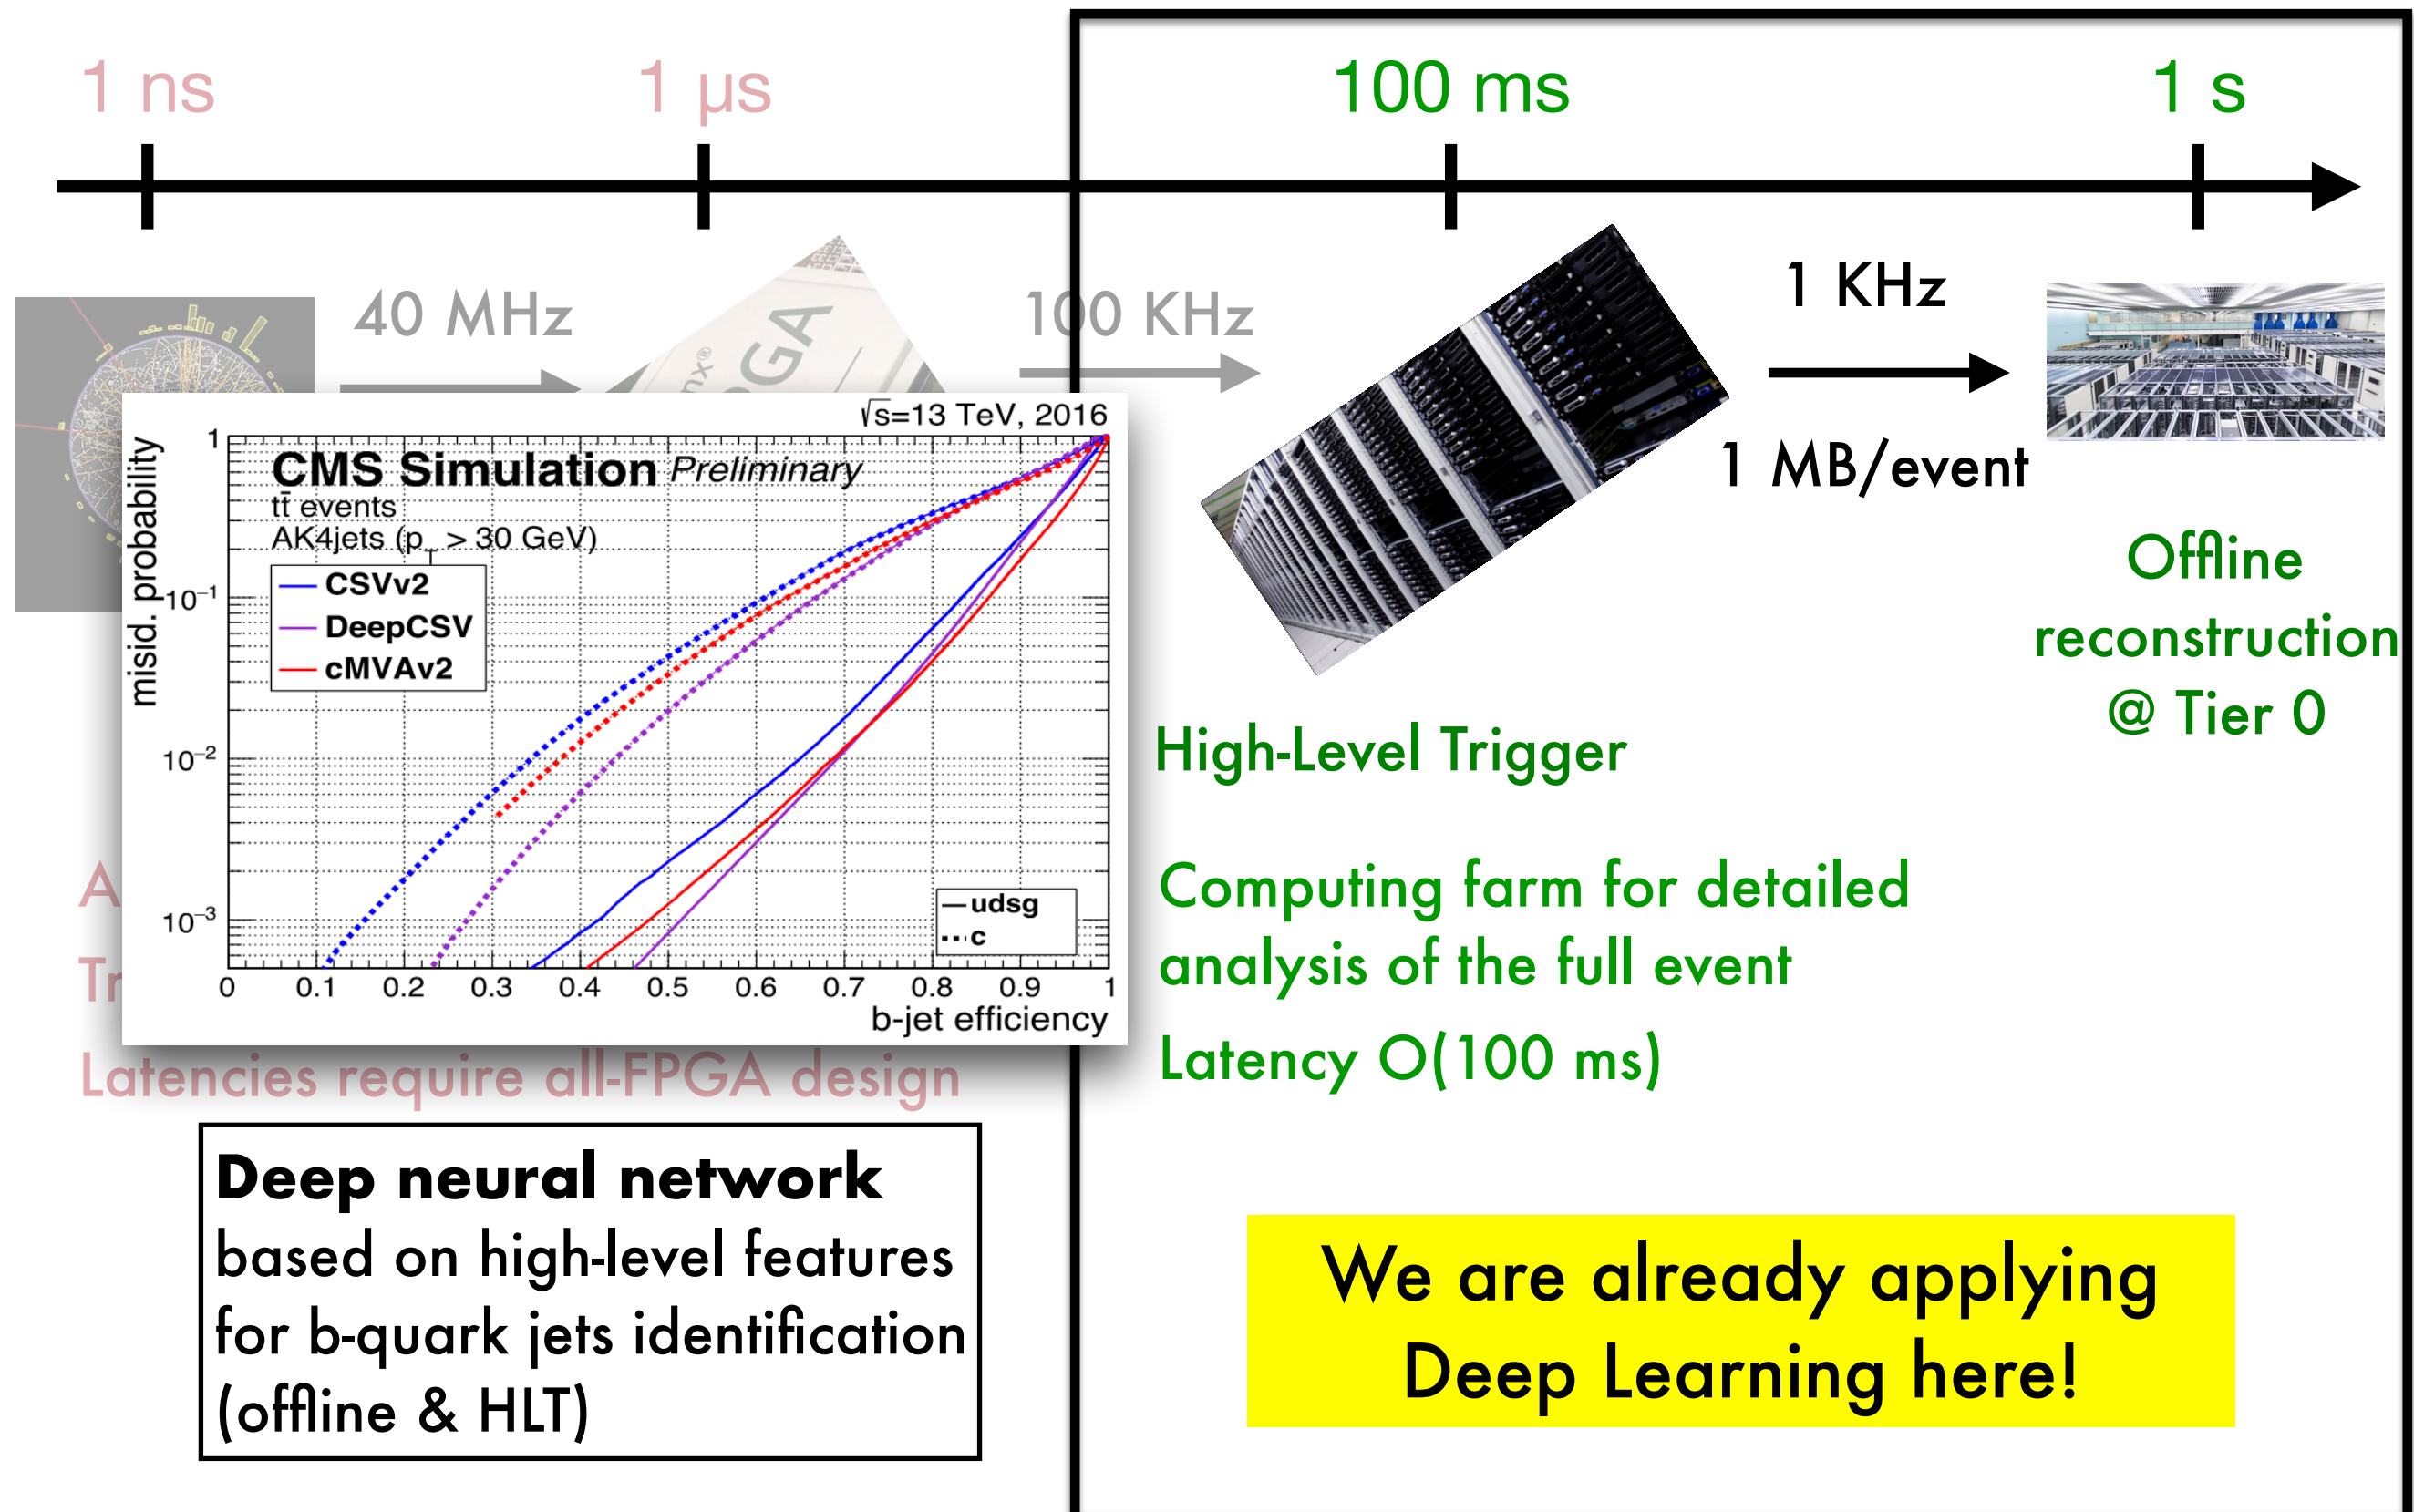 1 ns
1 µs
100 ms
1 s
40 MHz
100 KHz
1 KHz
1 MB/event
nx®
PGA
Offline
reconstruction
@ Tier 0
√s=13 TeV, 2016
CMS Simulation Preliminary
tt̄ events
AK4jets (p_T > 30 GeV)
CSVv2
DeepCSV
cMVAv2
udsg
c
misid. probability
1
10⁻¹
10⁻²
10⁻³
0 0.1 0.2 0.3 0.4 0.5 0.6 0.7 0.8 0.9 1
b-jet efficiency
High-Level Trigger
Computing farm for detailed
analysis of the full event
Latency O(100 ms)
A
Tr
Latencies require all-FPGA design
Deep neural network
based on high-level features
for b-quark jets identification
(offline & HLT)
We are already applying
Deep Learning here!